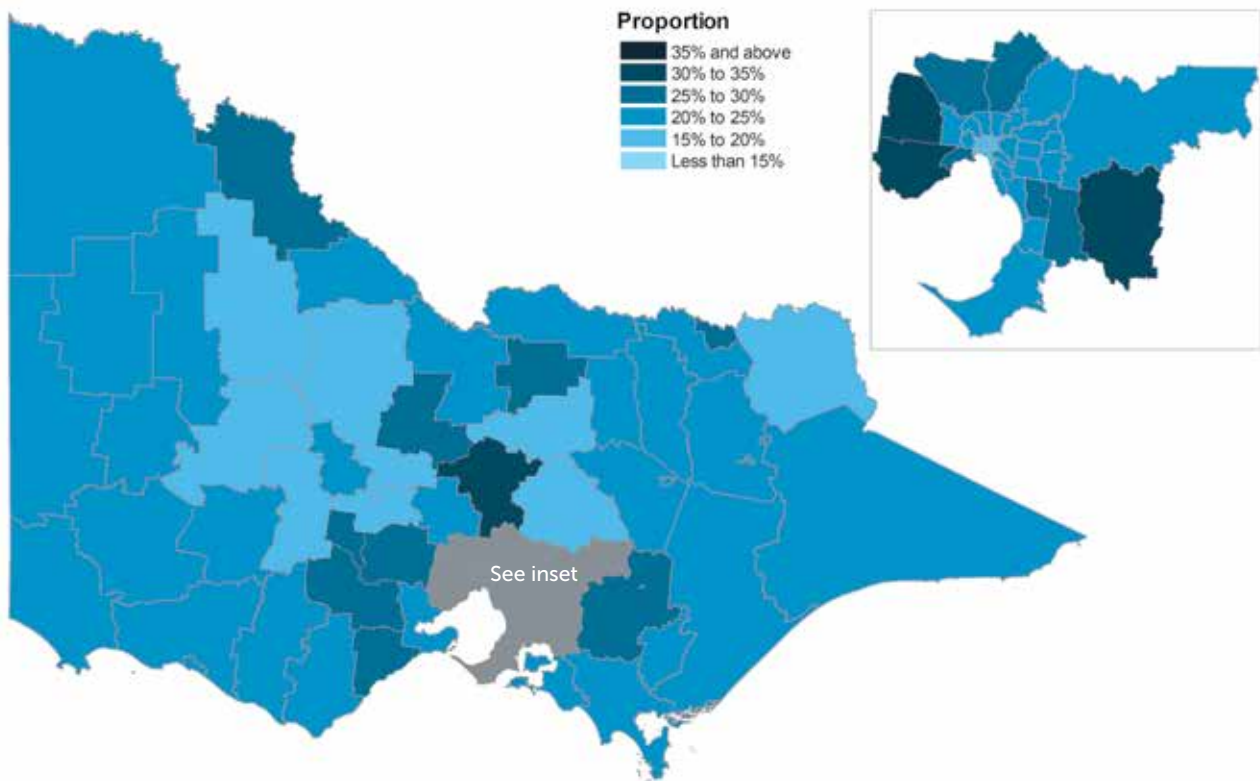 Proportion
35% and above
30% to 35%
25% to 30%
20% to 25%
15% to 20%
Less than 15%
See inset